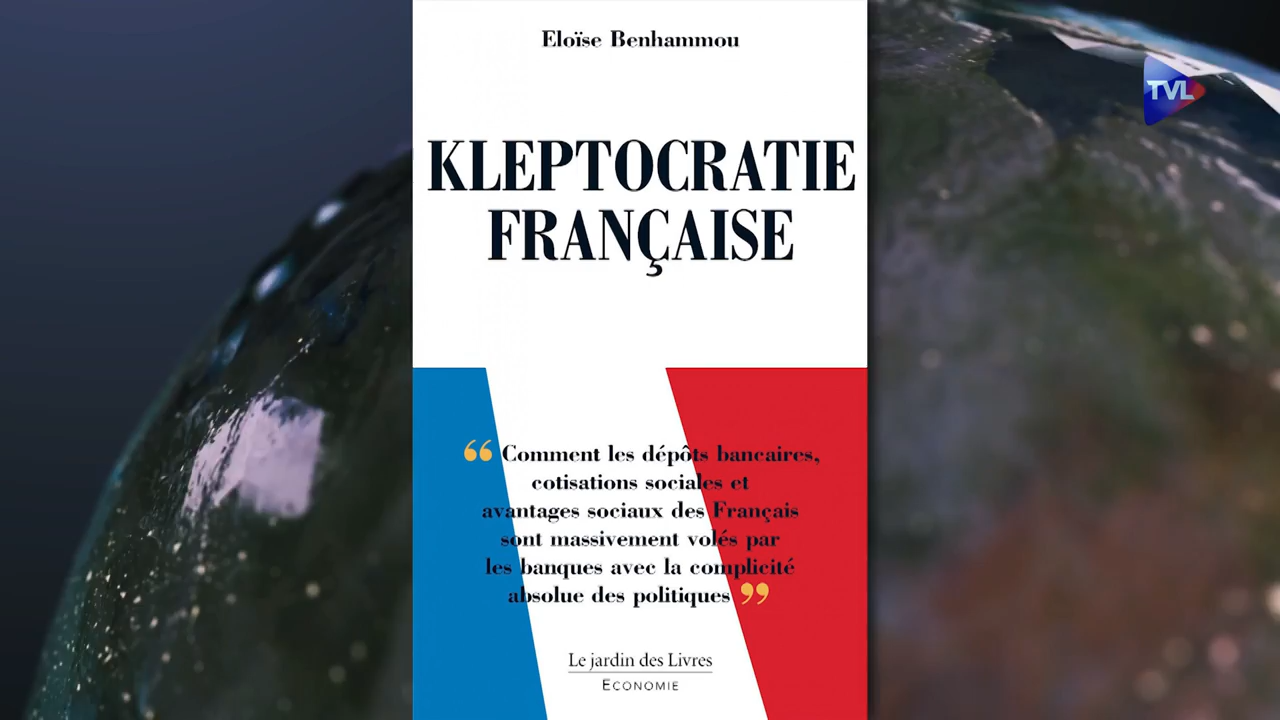 Eloïse Benhammou
TVL
KLEPTOCRATIE
FRANÇAISE
“ Comment les dépôts bancaires,
cotisations sociales et
avantages sociaux des Français
sont massivement volés par
les banques avec la complicité
absolue des politiques ”
Le jardin des Livres
ECONOMIE